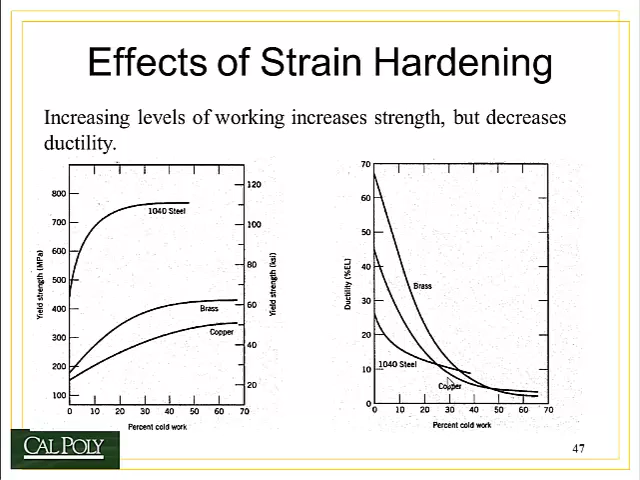 Effects of Strain Hardening
Increasing levels of working increases strength, but decreases
ductility.
800
700
600
500
400
300
200
100
Yield strength (MPa)
120
100
80
60
40
20
Yield strength (ksi)
1040 Steel
Brass
Copper
0 10 20 30 40 50 60 70
Percent cold work
70
60
50
40
30
20
10
0
Ductility (%EL)
Brass
1040 Steel
Copper
0 10 20 30 40 50 60 70
Percent cold work
CAL POLY
47